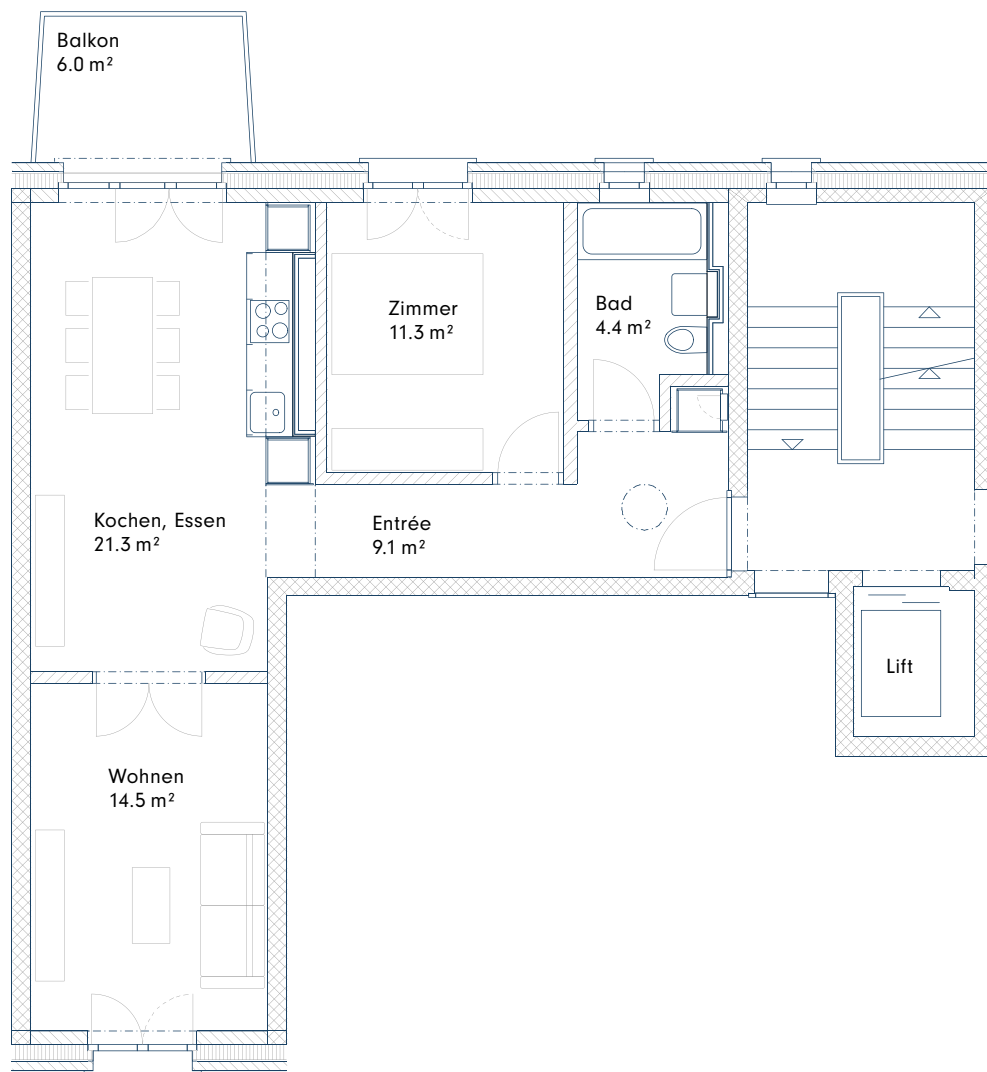 Balkon
6.0 m²
Zimmer
11.3 m²
Bad
4.4 m²
Kochen, Essen
21.3 m²
Entrée
9.1 m²
Lift
Wohnen
14.5 m²